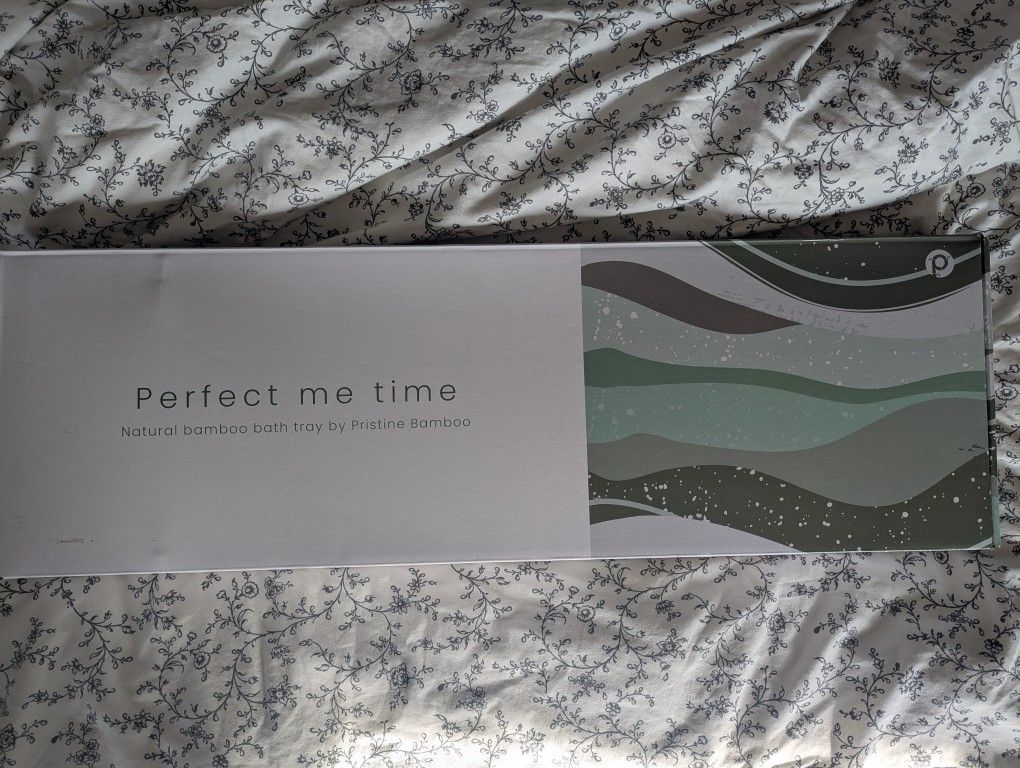 Perfect me time
Natural bamboo bath tray by Pristine Bamboo
p